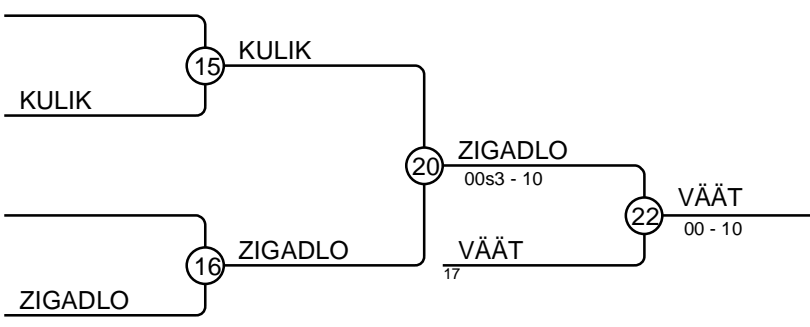 KULIK
15
KULIK
ZIGADLO
20
00s3 - 10
VÄÄT
22
00 - 10
ZIGADLO
VÄÄT
16
17
ZIGADLO